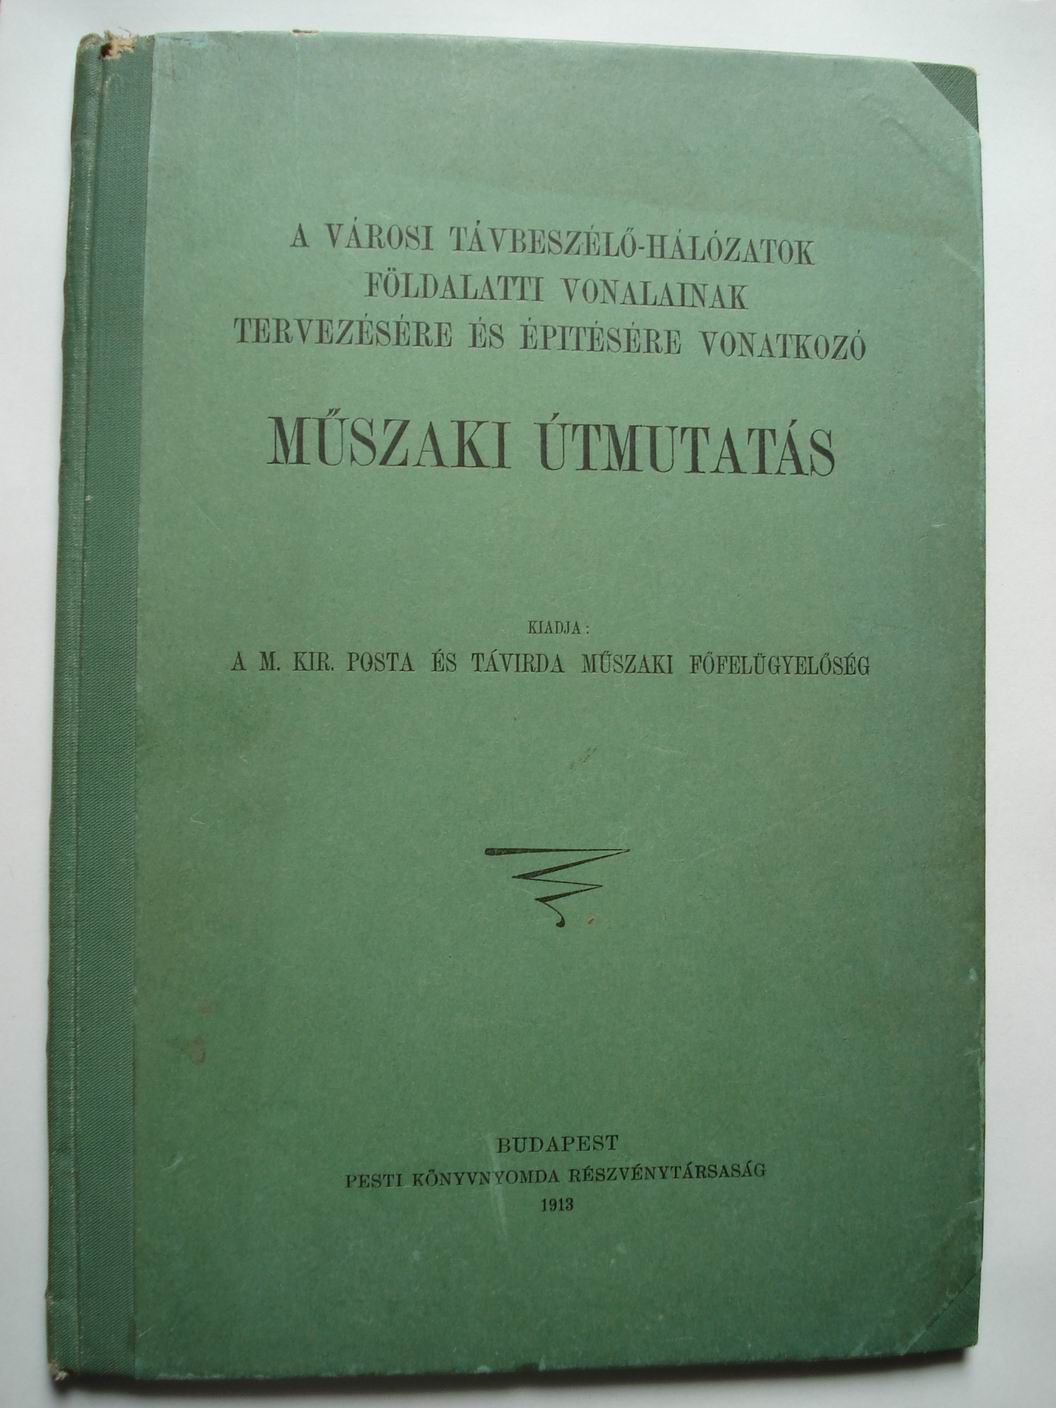 A VÁROSI TÁVBESZÉLŐ-HÁLÓZATOK
FÖLDALATTI VONALAINAK
TERVEZÉSÉRE ÉS ÉPITÉSÉRE VONATKOZÓ
MŰSZAKI ÚTMUTATÁS
KIADJA:
A M. KIR. POSTA ÉS TÁVIRDA MŰSZAKI FŐFELÜGYELŐSÉG
BUDAPEST
PESTI KÖNYVNYOMDA RÉSZVÉNYTÁRSASÁG
1913